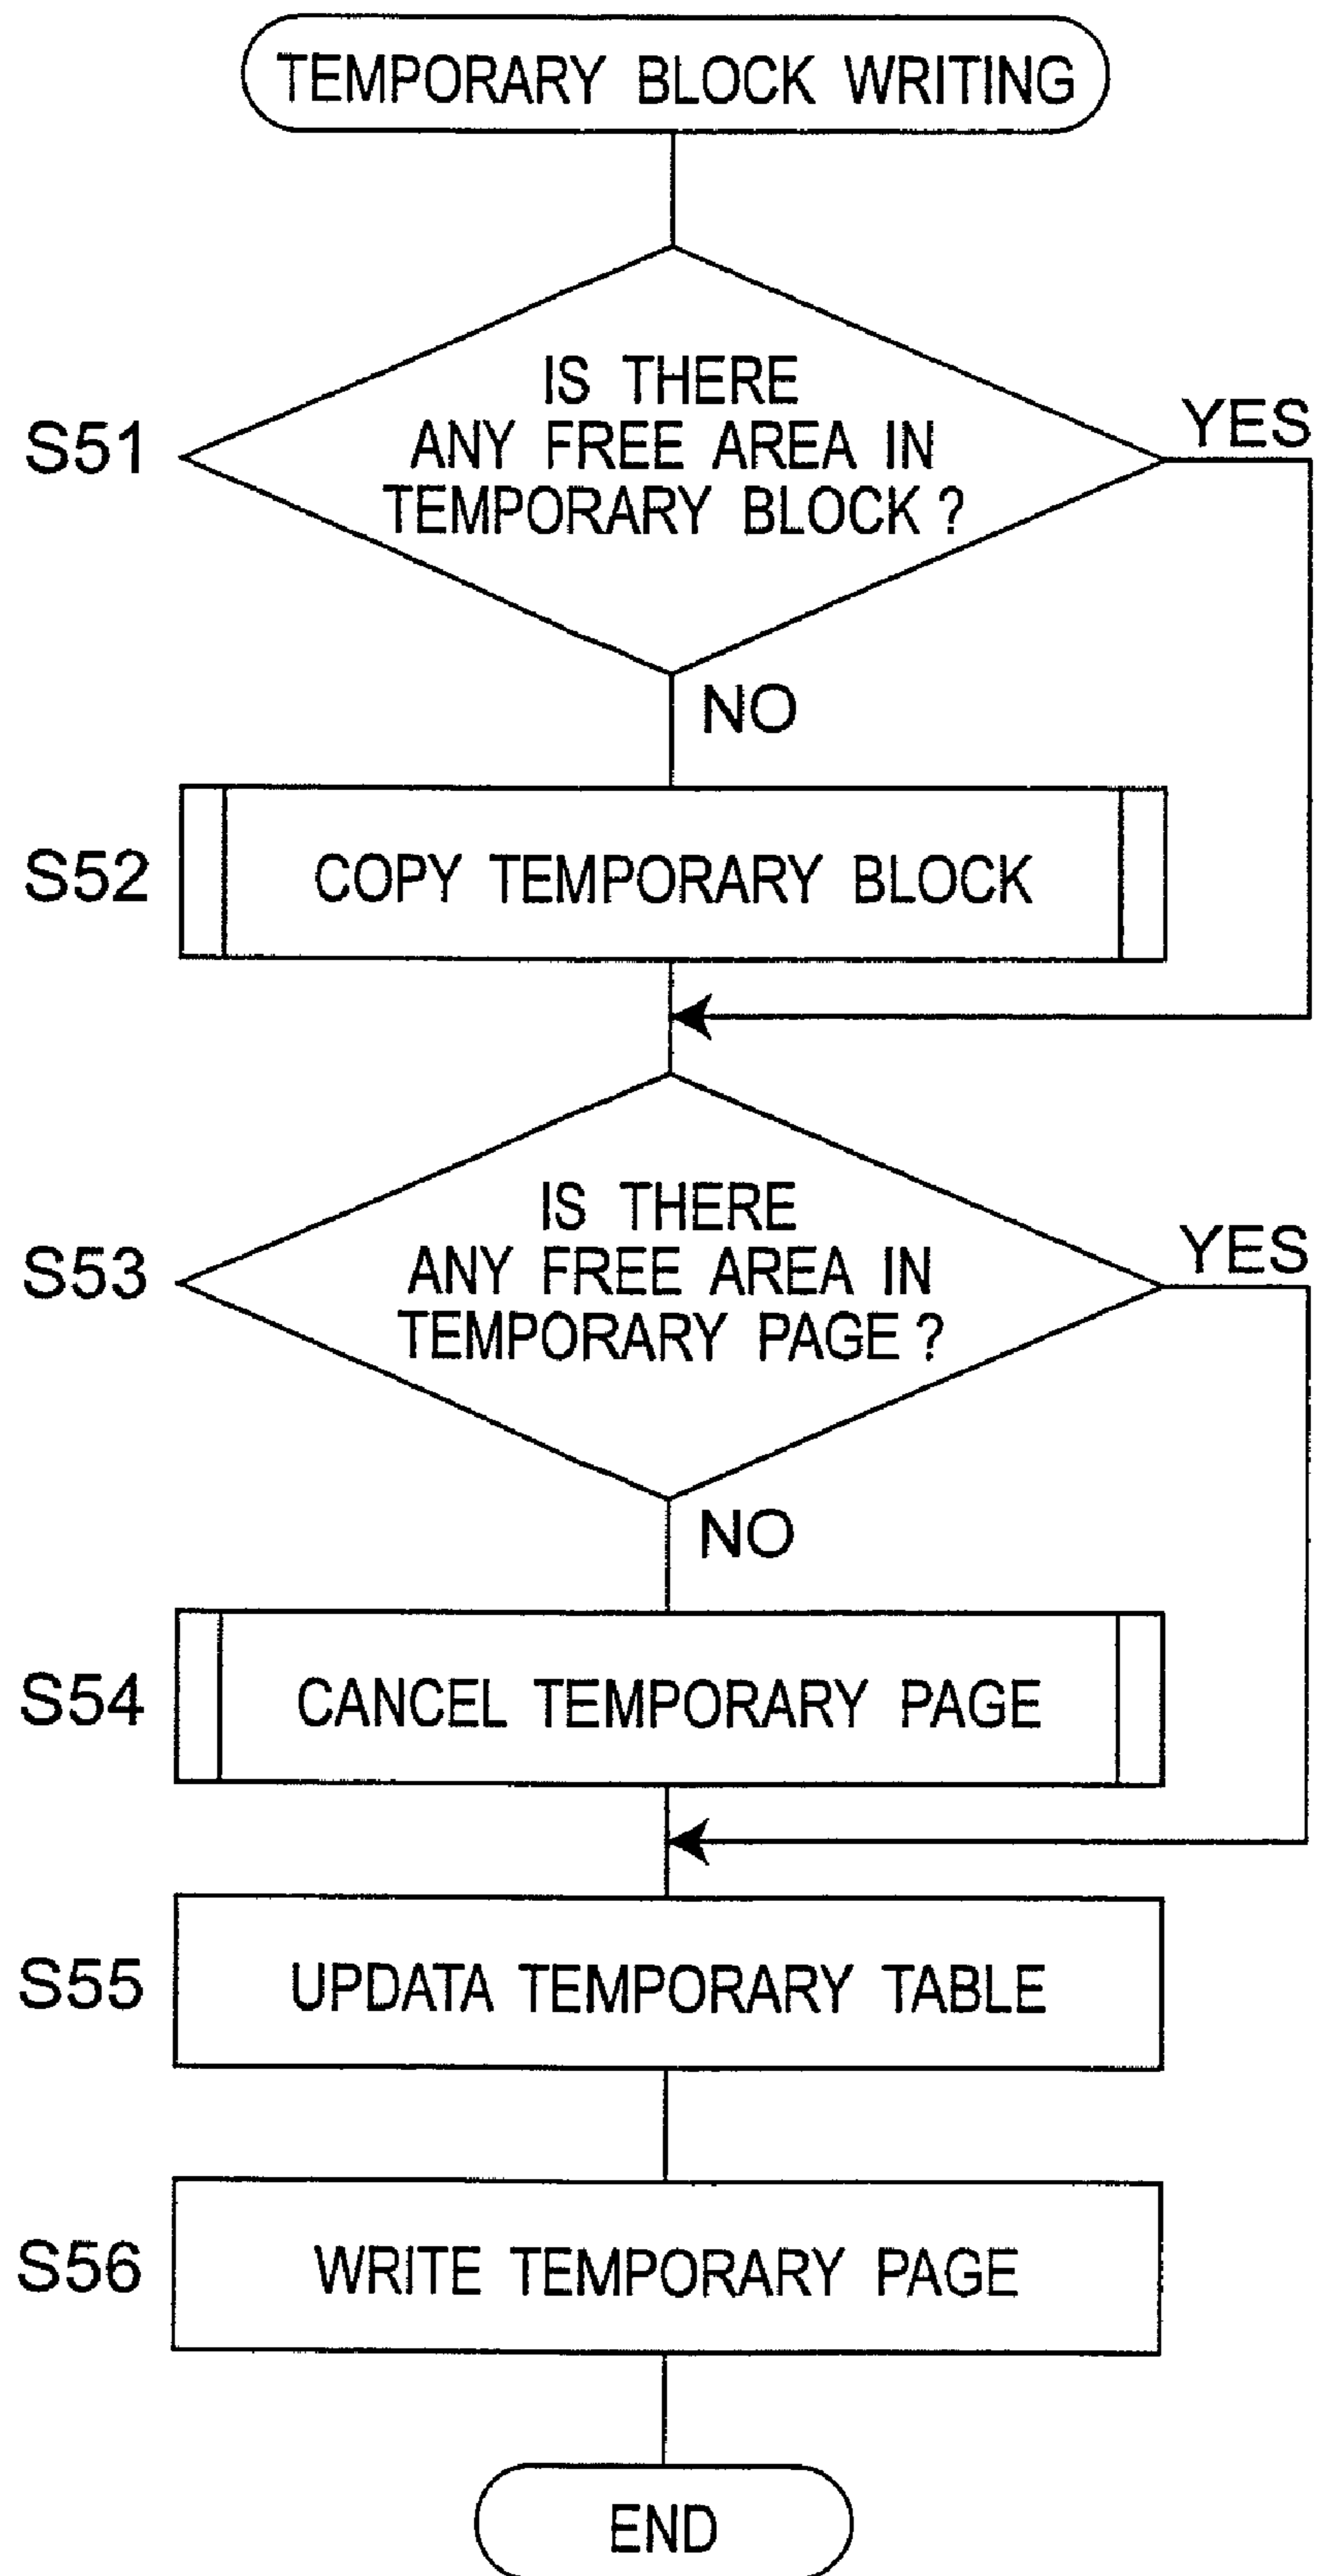 TEMPORARY BLOCK WRITING
S51
IS THERE
ANY FREE AREA IN
TEMPORARY BLOCK ?
YES
NO
S52
COPY TEMPORARY BLOCK
S53
IS THERE
ANY FREE AREA IN
TEMPORARY PAGE ?
YES
NO
S54
CANCEL TEMPORARY PAGE
S55
UPDATA TEMPORARY TABLE
S56
WRITE TEMPORARY PAGE
END